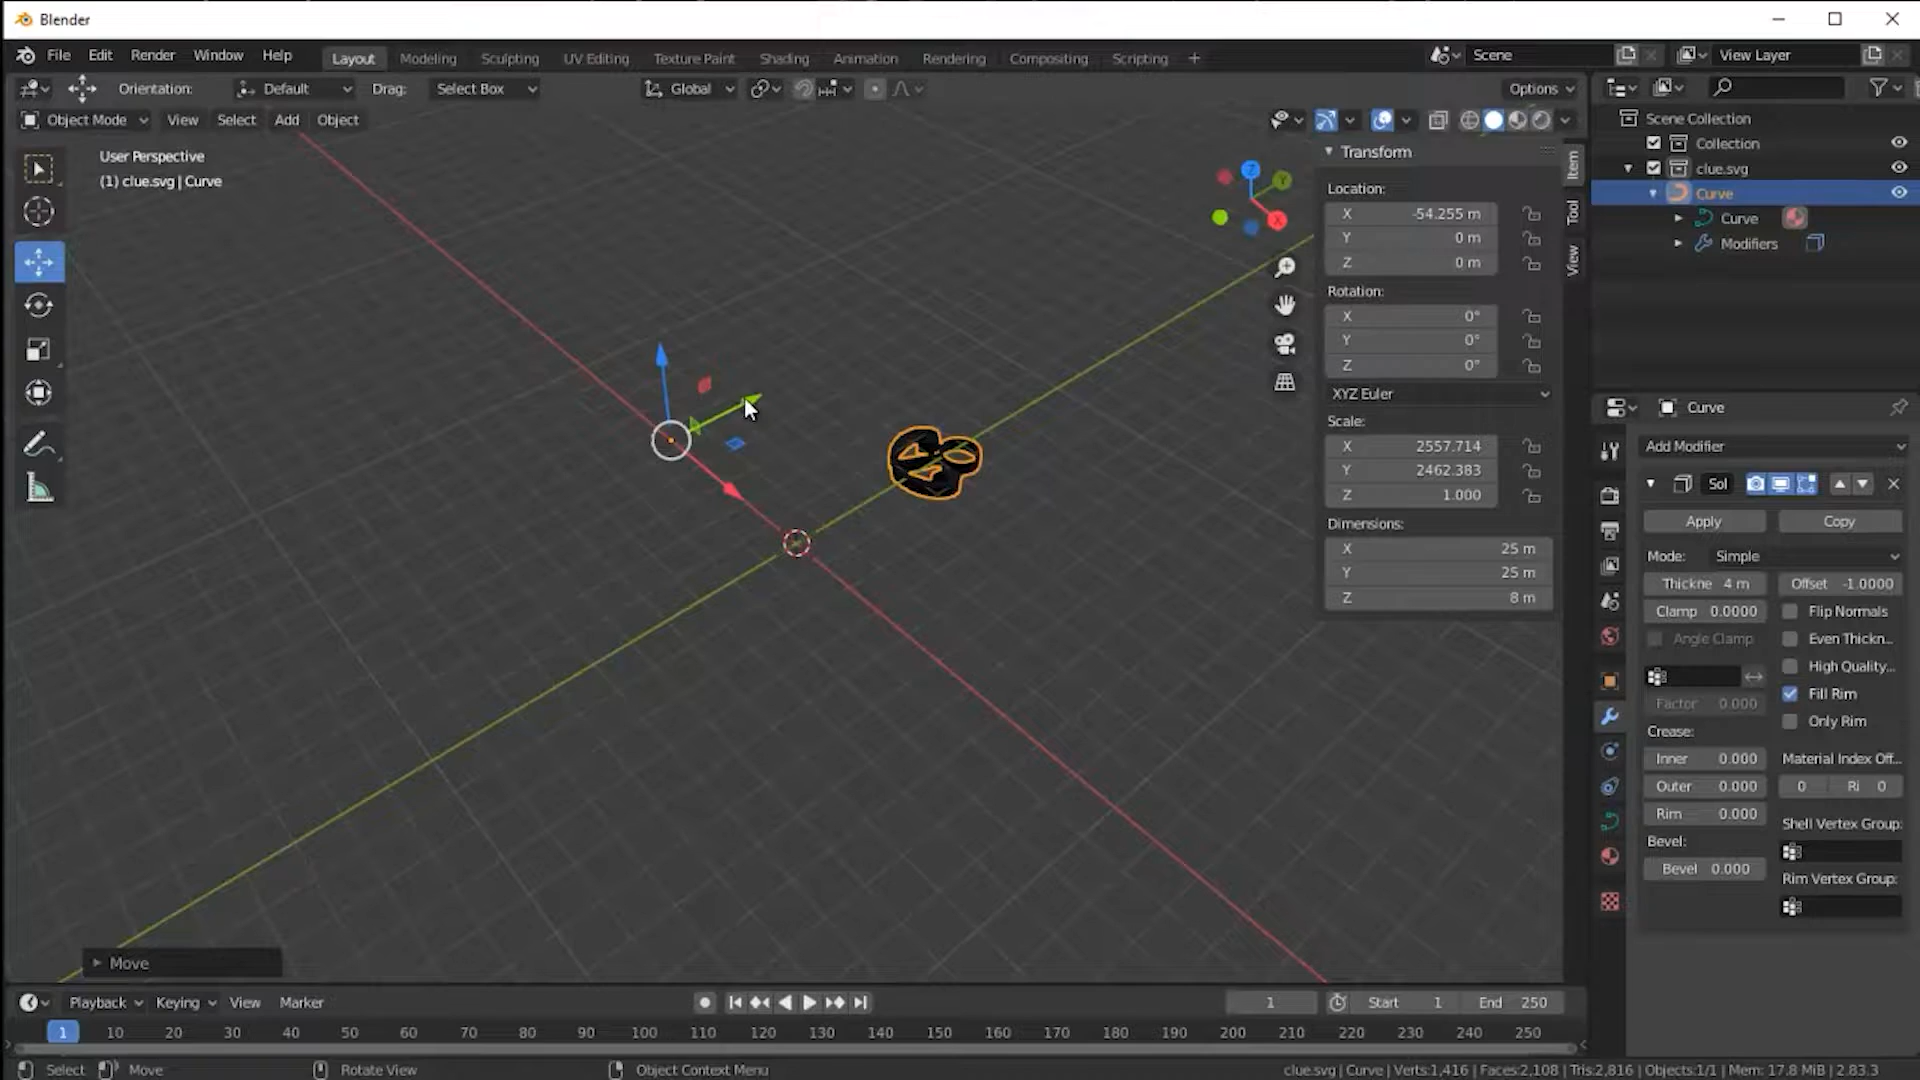 Blender
File Edit Render Window Help Layout Modeling Sculpting UV Editing Texture Paint Shading Animation Rendering Compositing Scripting + Scene View Layer
Orientation: Default Drag: Select Box Global Options
Object Mode View Select Add Object
User Perspective
(1) clue.svg | Curve
Z
Y
X
Transform
Location:
X -54.255 m
Y 0 m
Z 0 m
Rotation:
X 0°
Y 0°
Z 0°
XYZ Euler
Scale:
X 2557.714
Y 2462.383
Z 1.000
Dimensions:
X 25 m
Y 25 m
Z 8 m
Item
Tool
View
Scene Collection
Collection
clue.svg
Curve
Curve
Modifiers
Curve
Add Modifier
Sol
Apply Copy
Mode: Simple
Thickne 4 m Offset -1.0000
Clamp 0.0000 Flip Normals
Angle Clamp Even Thickn...
High Quality...
Fill Rim
Factor 0.000
Only Rim
Crease:
Inner 0.000 Material Index Off...
Outer 0.000 0 Ri 0
Rim 0.000
Shell Vertex Group:
Bevel:
Bevel 0.000
Rim Vertex Group:
Move
Playback Keying View Marker 1 Start 1 End 250
1 10 20 30 40 50 60 70 80 90 100 110 120 130 140 150 160 170 180 190 200 210 220 230 240 250
Select Move Rotate View Object Context Menu clue.svg | Curve | Verts:1,416 | Faces:2,108 | Tris:2,816 | Objects:1/1 | Mem: 17.8 MiB | 2.83.3